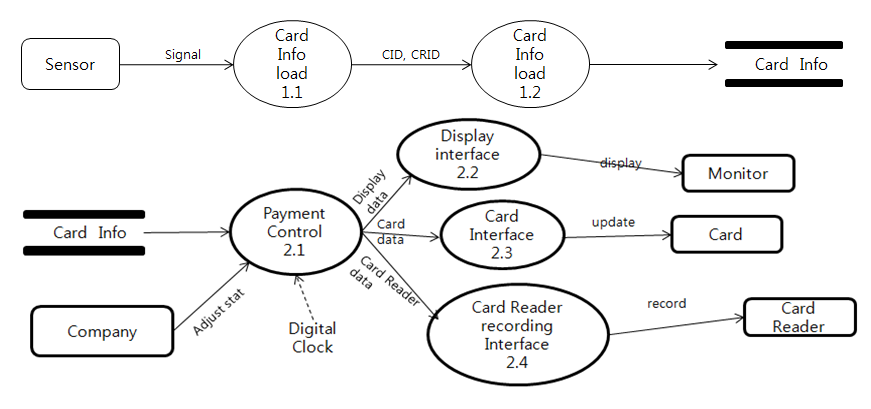 Sensor
Signal
Card
Info
load
1.1
CID, CRID
Card
Info
load
1.2
Card Info
Display
interface
2.2
display
Monitor
Display
data
Card Info
Payment
Control
2.1
Card
data
Card
Interface
2.3
update
Card
Card Reader
data
Company
Adjust stat
Digital
Clock
Card Reader
recording
Interface
2.4
record
Card
Reader